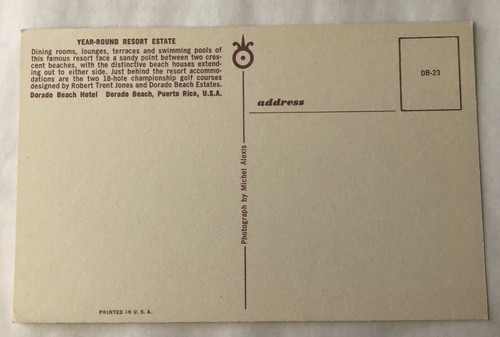 YEAR-ROUND RESORT ESTATE
Dining rooms, lounges, terraces and swimming pools of
this famous resort face a sandy point between two cres-
cent beaches, with the distinctive beach houses extend-
ing out to either side. Just behind the resort accommo-
dations are the two 18-hole championship golf courses
designed by Robert Trent Jones and Dorado Beach Estates.
Dorado Beach Hotel Dorado Beach, Puerto Rico, U.S.A.
PRINTED IN U.S.A.
Photograph by Michel Alexis
address
DB-23